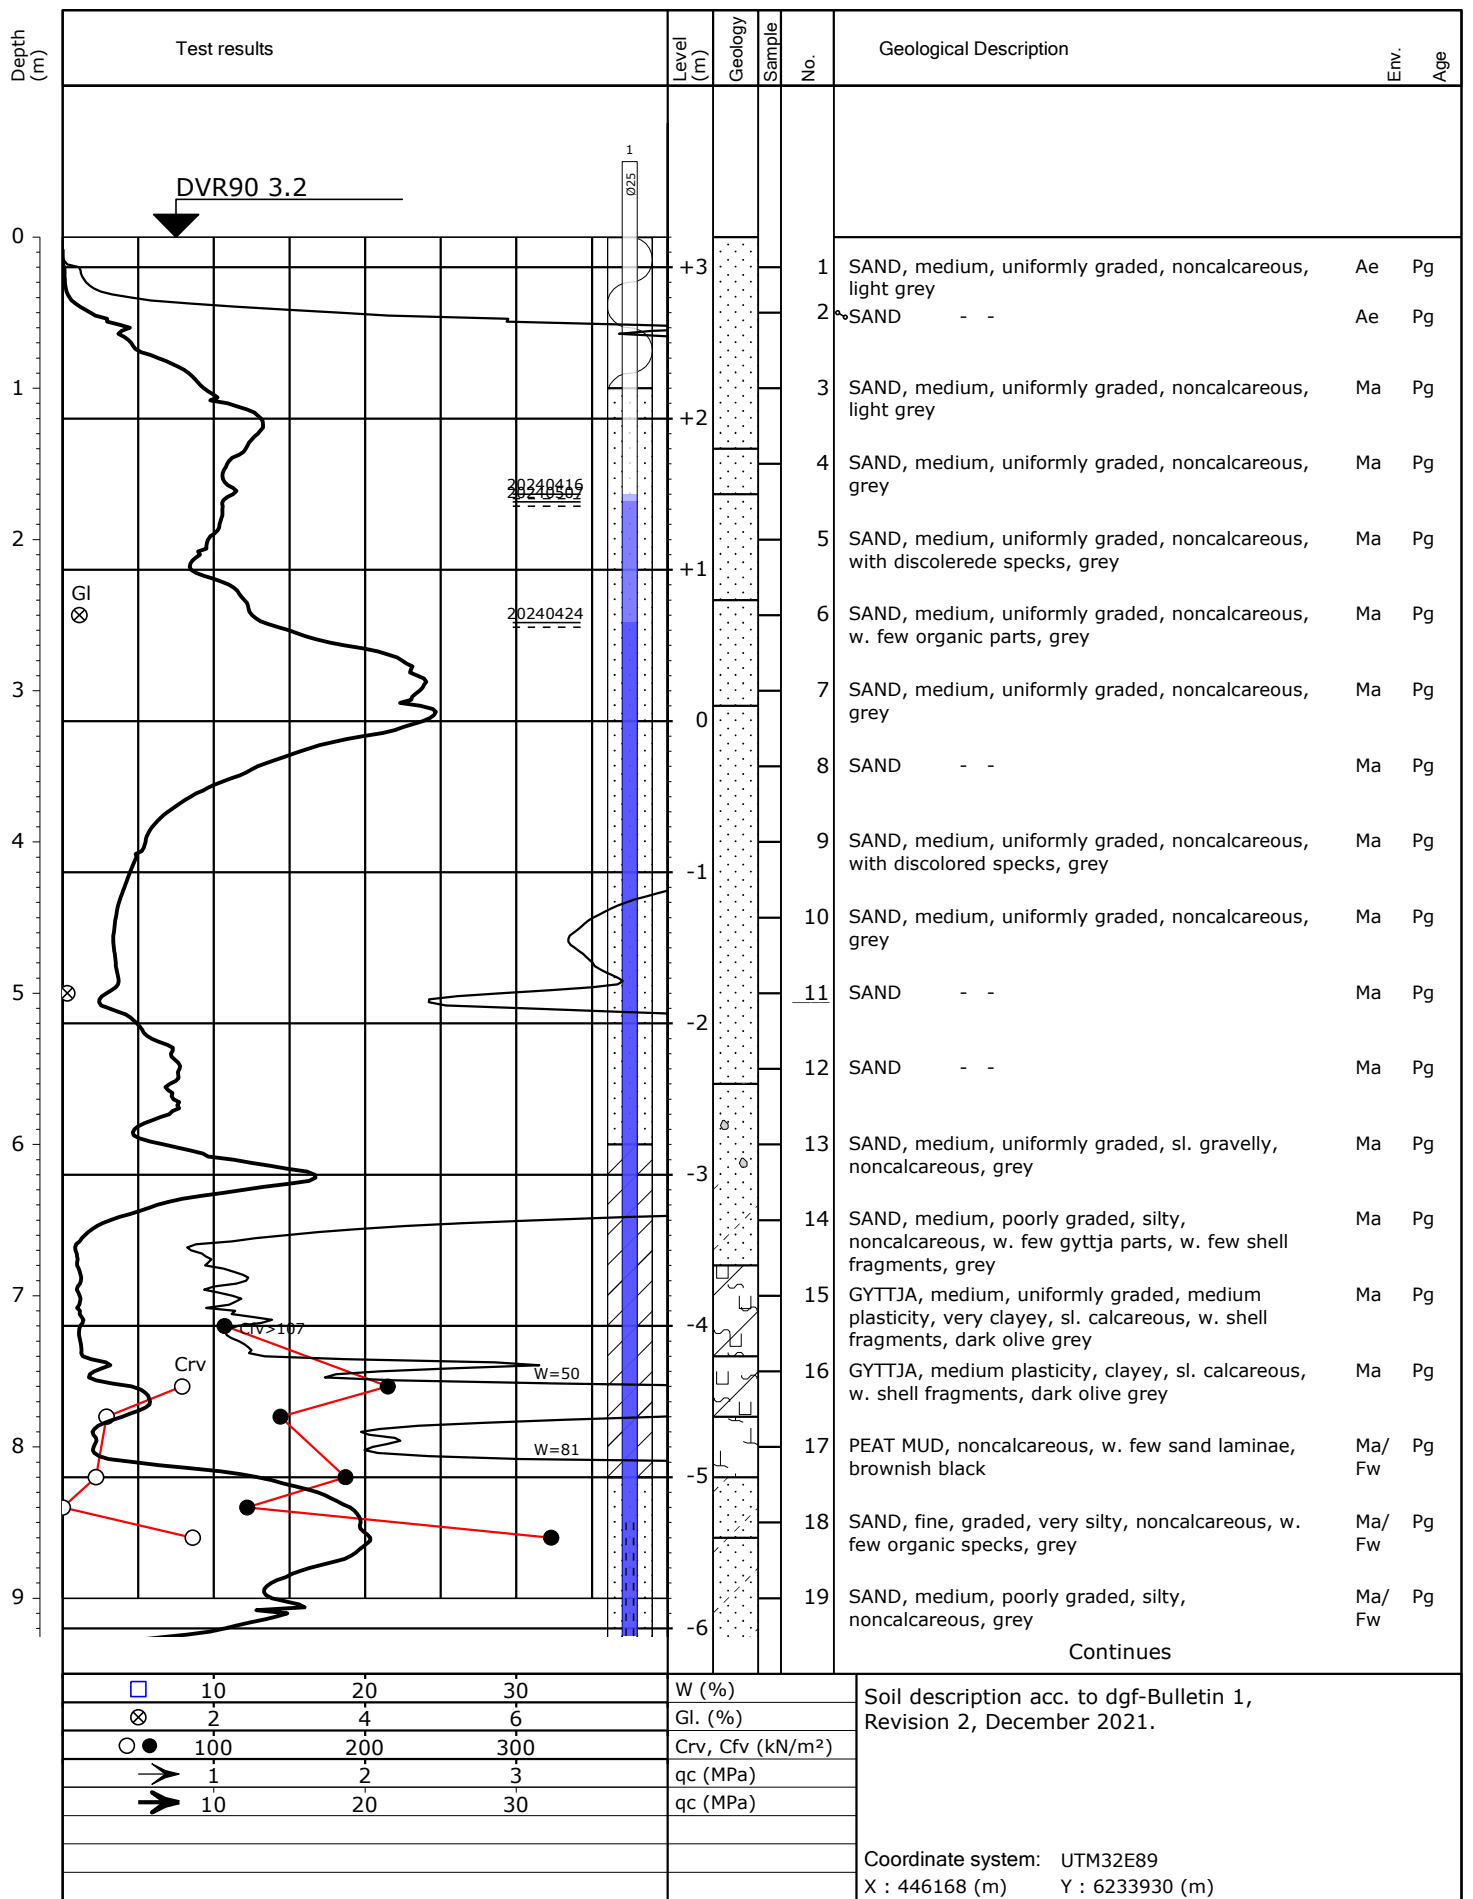 Depth (m)
Test results
Level (m)
Geology
Sample
No.
Geological Description
Env.
Age
1
Ø25
DVR90 3.2
0
+3
1 SAND, medium, uniformly graded, noncalcareous, Ae Pg
light grey
2 SAND - - Ae Pg
1
3 SAND, medium, uniformly graded, noncalcareous, Ma Pg
light grey
+2
4 SAND, medium, uniformly graded, noncalcareous, Ma Pg
grey
20240416
20240507
2
5 SAND, medium, uniformly graded, noncalcareous, Ma Pg
with discolerede specks, grey
+1
Gl
20240424
6 SAND, medium, uniformly graded, noncalcareous, Ma Pg
w. few organic parts, grey
3
7 SAND, medium, uniformly graded, noncalcareous, Ma Pg
grey
0
8 SAND - - Ma Pg
4
9 SAND, medium, uniformly graded, noncalcareous, Ma Pg
with discolored specks, grey
-1
10 SAND, medium, uniformly graded, noncalcareous, Ma Pg
grey
5
11 SAND - - Ma Pg
-2
12 SAND - - Ma Pg
6
13 SAND, medium, uniformly graded, sl. gravelly, Ma Pg
noncalcareous, grey
-3
14 SAND, medium, poorly graded, silty, Ma Pg
noncalcareous, w. few gyttja parts, w. few shell
fragments, grey
7
15 GYTTJA, medium, uniformly graded, medium Ma Pg
plasticity, very clayey, sl. calcareous, w. shell
fragments, dark olive grey
Cfv>107
-4
Crv
W=50
16 GYTTJA, medium plasticity, clayey, sl. calcareous, Ma Pg
w. shell fragments, dark olive grey
8
W=81
17 PEAT MUD, noncalcareous, w. few sand laminae, Ma/ Pg
brownish black Fw
-5
18 SAND, fine, graded, very silty, noncalcareous, w. Ma/ Pg
few organic specks, grey Fw
9
19 SAND, medium, poorly graded, silty, Ma/ Pg
noncalcareous, grey Fw
-6
Continues
10 20 30 W (%)
2 4 6 Gl. (%)
100 200 300 Crv, Cfv (kN/m²)
1 2 3 qc (MPa)
10 20 30 qc (MPa)
Soil description acc. to dgf-Bulletin 1,
Revision 2, December 2021.
Coordinate system: UTM32E89
X : 446168 (m) Y : 6233930 (m)